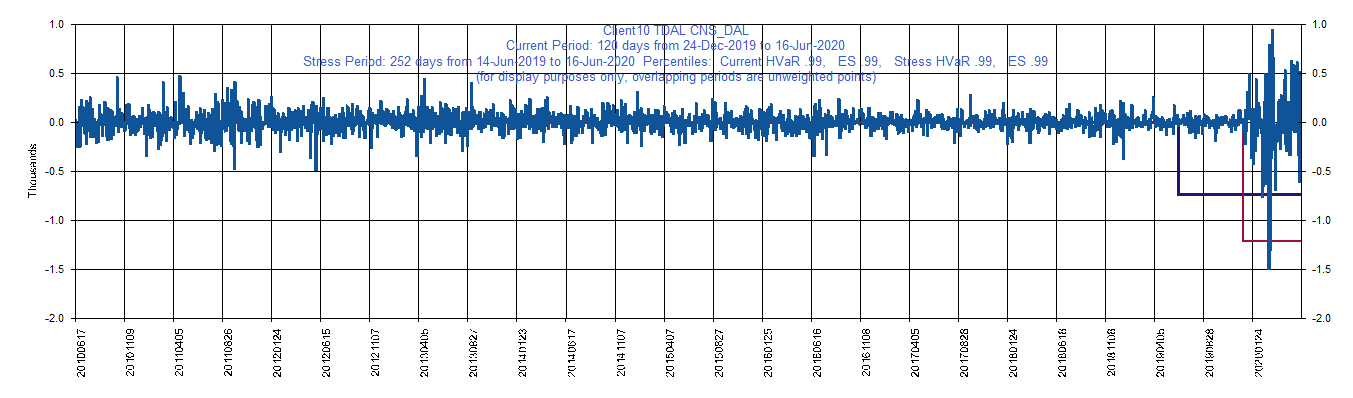 Client10 TDAL CNS_DAL
Current Period: 120 days from 24-Dec-2019 to 16-Jun-2020
Stress Period: 252 days from 14-Jun-2019 to 16-Jun-2020 Percentiles: Current HVaR .99, ES .99, Stress HVaR .99, ES .99
(for display purposes only, overlapping periods are unweighted points)
1.0 1.0
0.5 0.5
0.0 0.0
-0.5 -0.5
-1.0 -1.0
-1.5 -1.5
-2.0 -2.0
Thousands
20100617 20101109 20110405 20110826 20120124 20120615 20121107 20130405 20130827 20140123 20140617 20141107 20150407 20150827 20160125 20160616 20161108 20170405 20170828 20180124 20180618 20181108 20190405 20190828 20200124